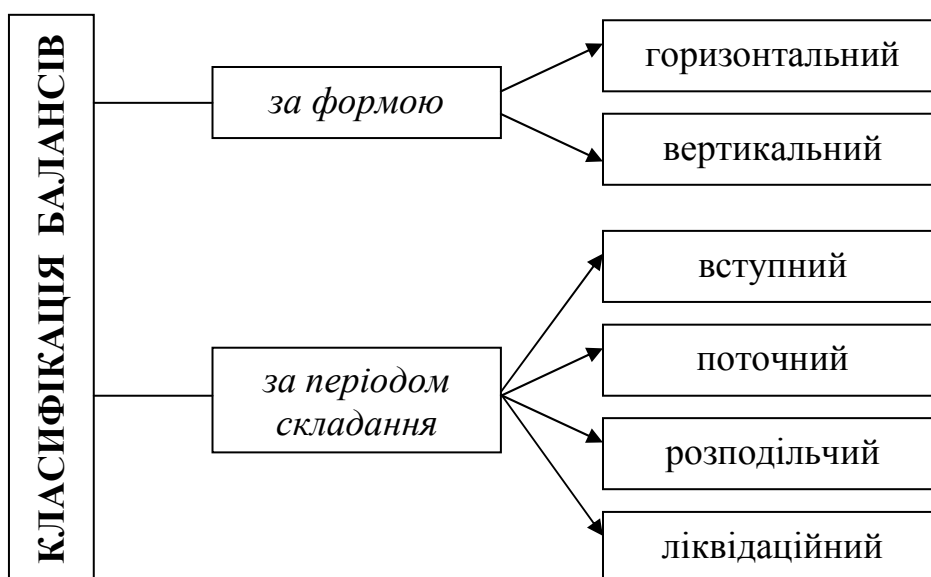 КЛАСИФІКАЦІЯ БАЛАНСІВ
за формою
горизонтальний
вертикальний
за періодом
складання
вступний
поточний
розподільчий
ліквідаційний